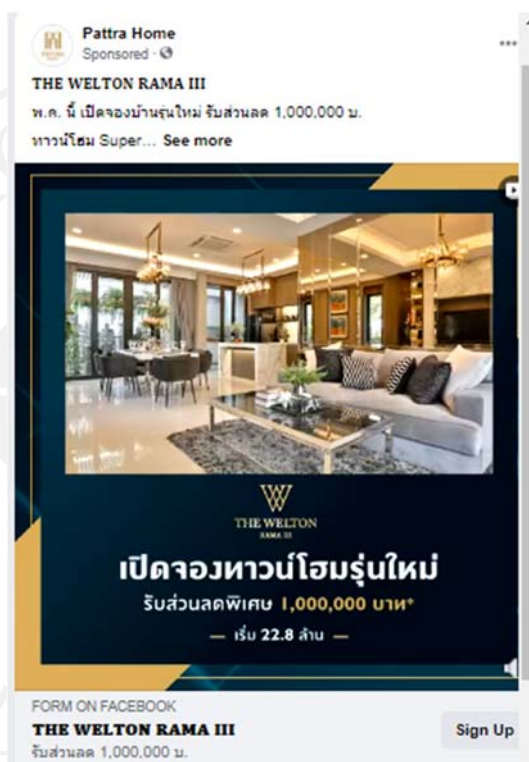 Pattra Home
Sponsored ·
THE WELTON RAMA III
พ.ค. นี้ เปิดจองบ้านรุ่นใหม่ รับส่วนลด 1,000,000 บ.
ทาวน์โฮม Super... See more
THE WELTON
RAMA III
เปิดจองทาวน์โฮมรุ่นใหม่
รับส่วนลดพิเศษ 1,000,000 บาท*
— เริ่ม 22.8 ล้าน —
FORM ON FACEBOOK
THE WELTON RAMA III
รับส่วนลด 1,000,000 บ.
Sign Up